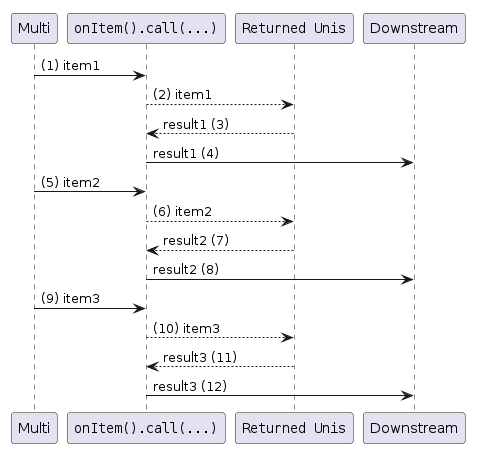 Multi
onItem().call(...)
Returned Unis
Downstream
(1) item1
(2) item1
result1 (3)
result1 (4)
(5) item2
(6) item2
result2 (7)
result2 (8)
(9) item3
(10) item3
result3 (11)
result3 (12)
Multi
onItem().call(...)
Returned Unis
Downstream